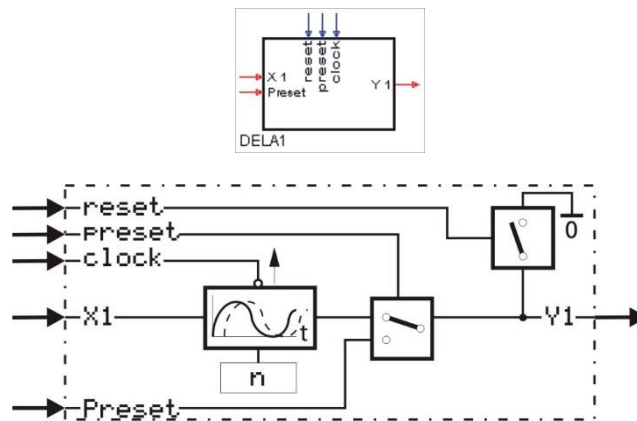 reset
preset
clock
X 1
Preset
Y 1
DELA1
reset
preset
clock
0
X1
t
Y1
n
Preset